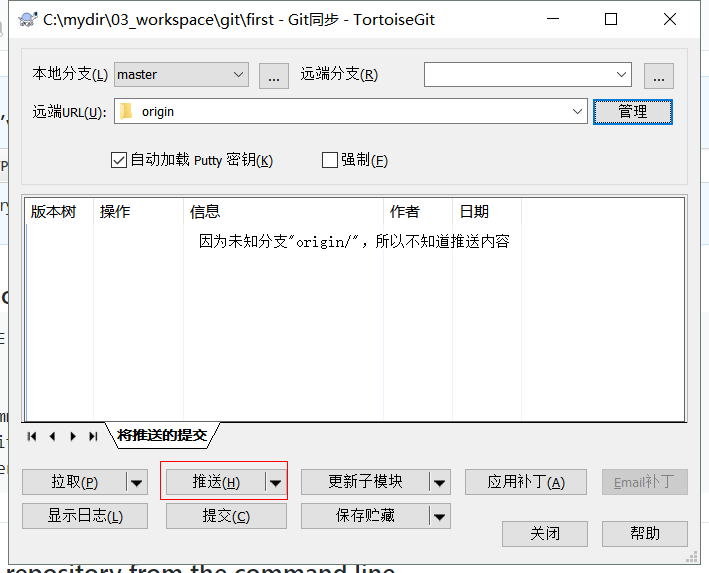 C:\mydir\03_workspace\git\first - Git同步 - TortoiseGit
本地分支(L) master ... 远端分支(R) ...
远端URL(U): origin 管理
自动加载 Putty 密钥(K) 强制(F)
版本树 操作 信息 作者 日期
因为未知分支"origin/", 所以不知道推送内容
将推送的提交
拉取(P) 推送(H) 更新子模块 应用补丁(A) Email补丁
显示日志(L) 提交(C) 保存贮藏
关闭 帮助
repository from the command line